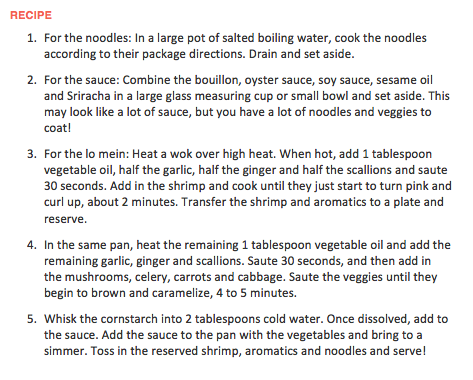 RECIPE
1. For the noodles: In a large pot of salted boiling water, cook the noodles
according to their package directions. Drain and set aside.
2. For the sauce: Combine the bouillon, oyster sauce, soy sauce, sesame oil
and Sriracha in a large glass measuring cup or small bowl and set aside. This
may look like a lot of sauce, but you have a lot of noodles and veggies to
coat!
3. For the lo mein: Heat a wok over high heat. When hot, add 1 tablespoon
vegetable oil, half the garlic, half the ginger and half the scallions and saute
30 seconds. Add in the shrimp and cook until they just start to turn pink and
curl up, about 2 minutes. Transfer the shrimp and aromatics to a plate and
reserve.
4. In the same pan, heat the remaining 1 tablespoon vegetable oil and add the
remaining garlic, ginger and scallions. Saute 30 seconds, and then add in
the mushrooms, celery, carrots and cabbage. Saute the veggies until they
begin to brown and caramelize, 4 to 5 minutes.
5. Whisk the cornstarch into 2 tablespoons cold water. Once dissolved, add to
the sauce. Add the sauce to the pan with the vegetables and bring to a
simmer. Toss in the reserved shrimp, aromatics and noodles and serve!